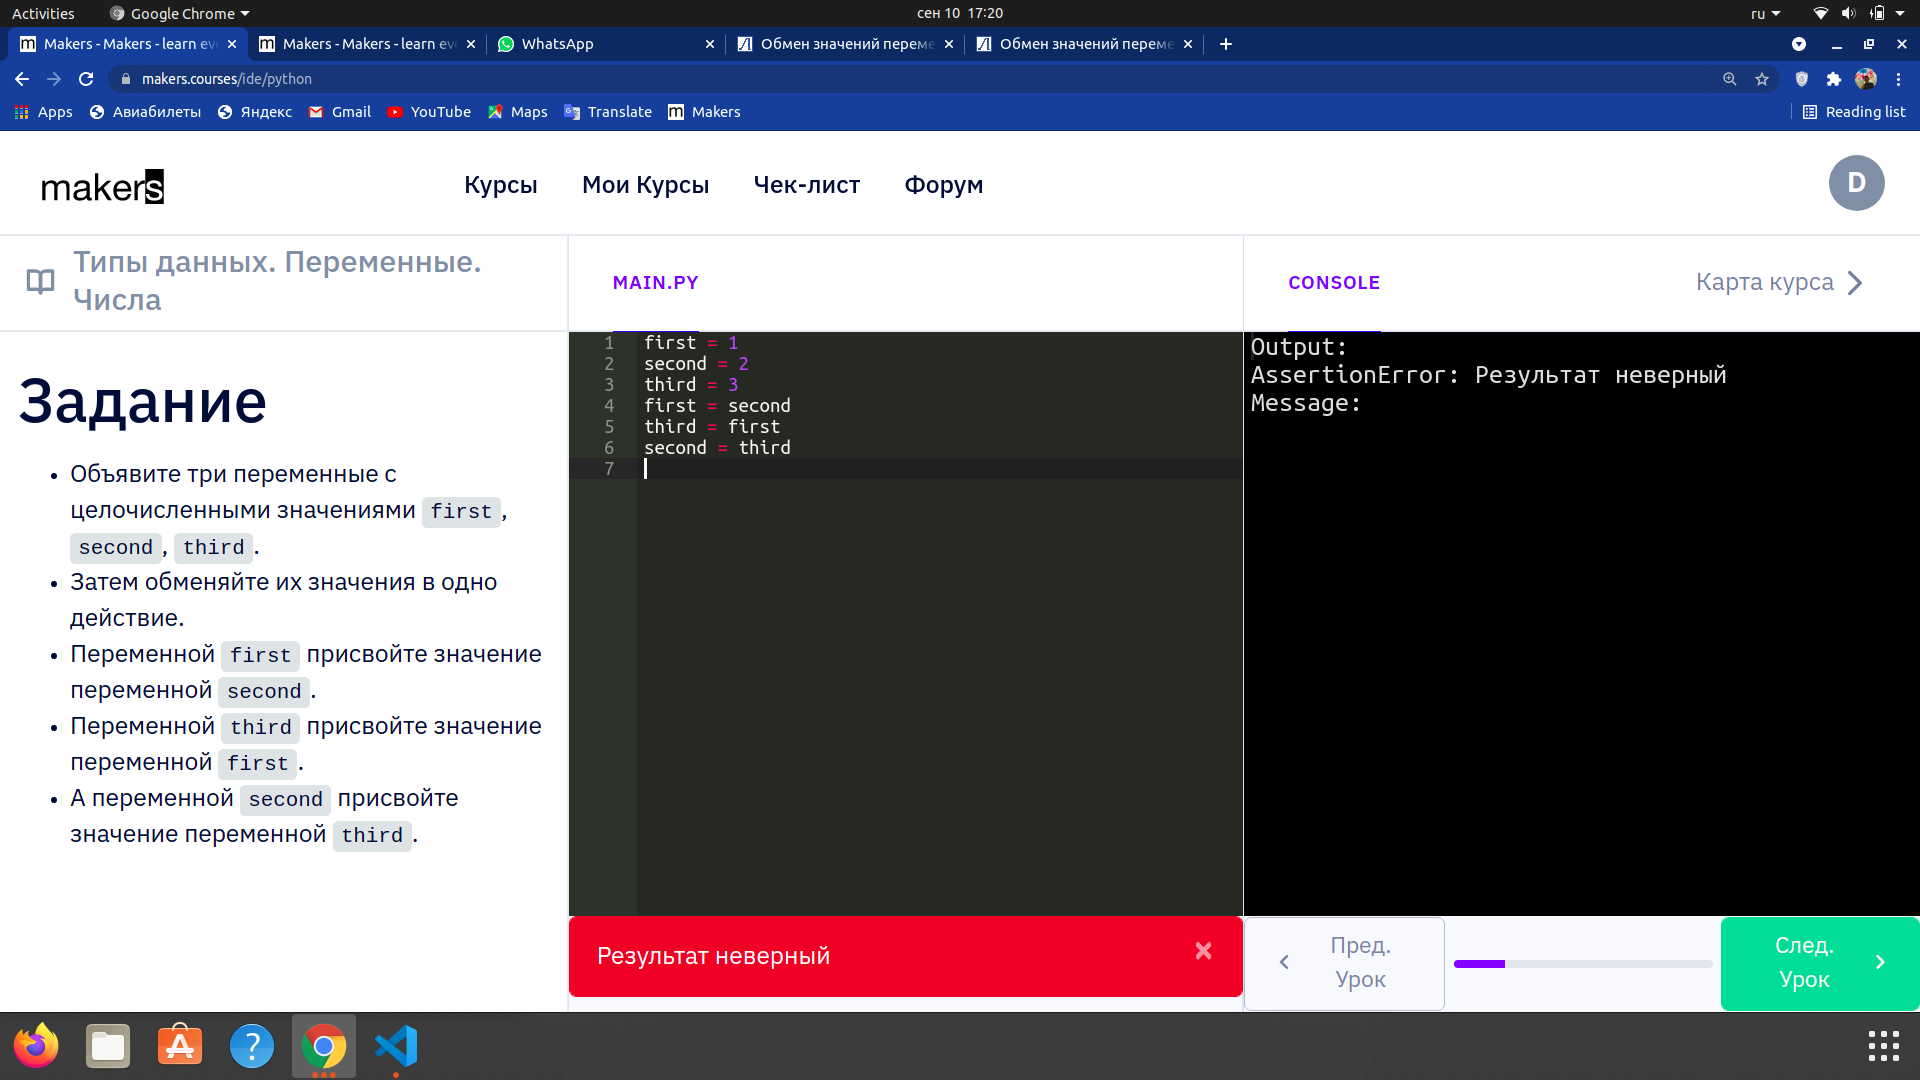 Activities
Google Chrome
сен 10 17:20
ru
Makers - Makers - learn eve
Makers - Makers - learn eve
WhatsApp
Обмен значений переме
Обмен значений переме
makers.courses/ide/python
Apps
Авиабилеты
Яндекс
Gmail
YouTube
Maps
Translate
Makers
Reading list
makers
Курсы
Мои Курсы
Чек-лист
Форум
D
Типы данных. Переменные.
Числа
MAIN.PY
CONSOLE
Карта курса
Задание
• Объявите три переменные с
целочисленными значениями first,
second, third.
• Затем обменяйте их значения в одно
действие.
• Переменной first присвойте значение
переменной second.
• Переменной third присвойте значение
переменной first.
• А переменной second присвойте
значение переменной third.
1 first = 1
2 second = 2
3 third = 3
4 first = second
5 third = first
6 second = third
7
Output:
AssertionError: Результат неверный
Message:
Результат неверный
Пред.
Урок
След.
Урок